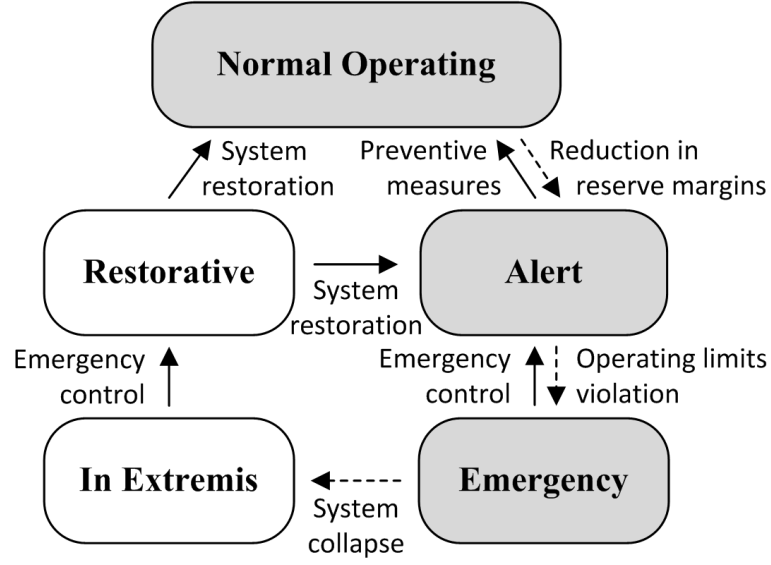 Normal Operating
System
restoration
Preventive
measures
Reduction in
reserve margins
Restorative
System
restoration
Alert
Emergency
control
Emergency
control
Operating limits
violation
In Extremis
System
collapse
Emergency